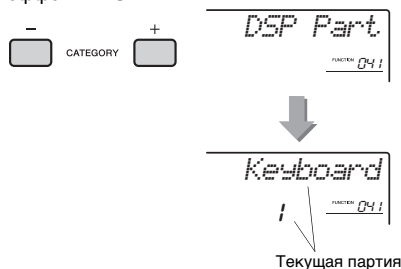 DSP Part
− +
CATEGORY
FUNCTION 041
Keyboard
1 FUNCTION 041
Текущая партия